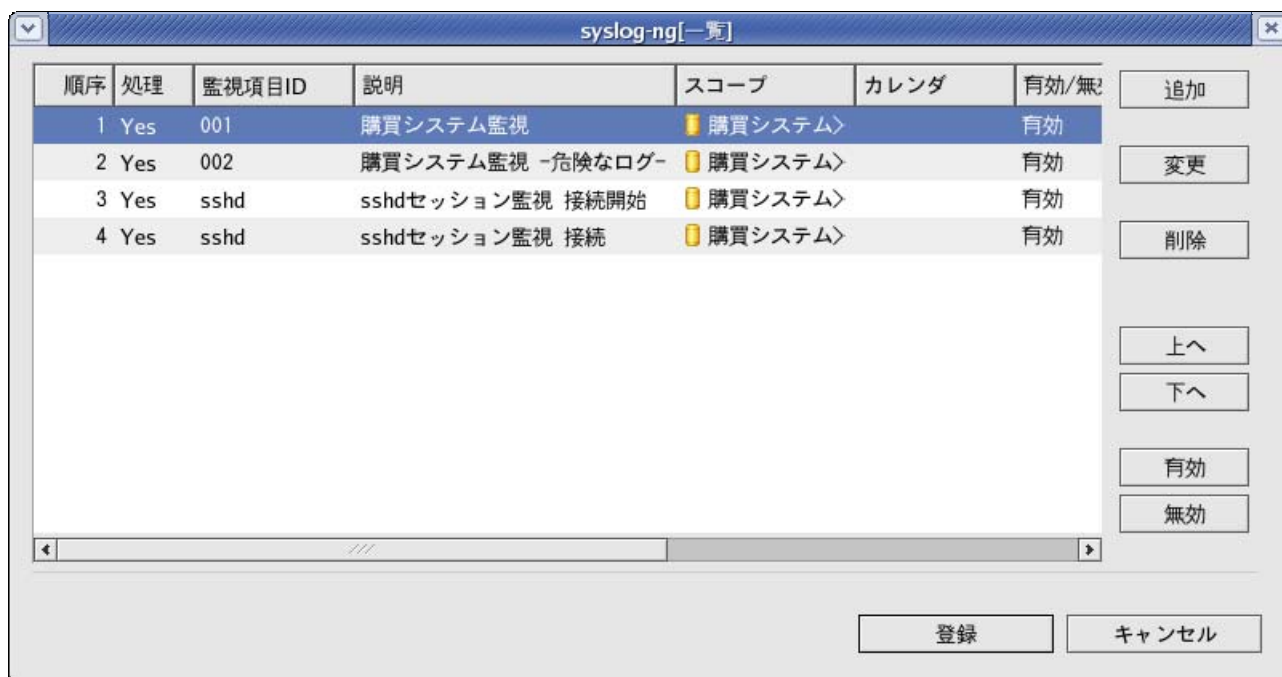 syslog-ng[一覧]
順序 処理 監視項目ID 説明 スコープ カレンダ 有効/無効
1 Yes 001 購買システム監視 購買システム> 有効
2 Yes 002 購買システム監視 -危険なログ- 購買システム> 有効
3 Yes sshd sshdセッション監視 接続開始 購買システム> 有効
4 Yes sshd sshdセッション監視 接続 購買システム> 有効
追加
変更
削除
上へ
下へ
有効
無効
登録 キャンセル